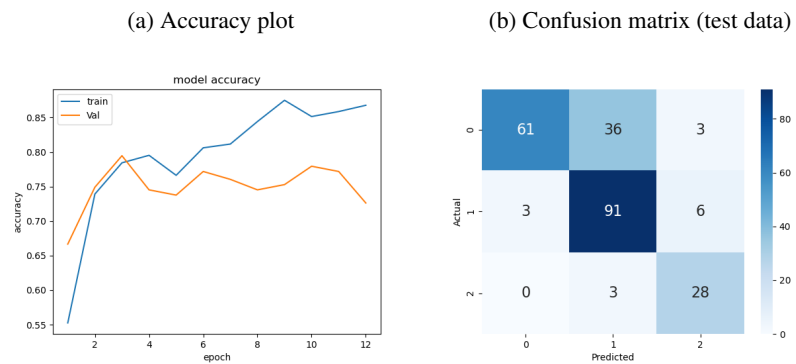 (a) Accuracy plot
(b) Confusion matrix (test data)
model accuracy
train
Val
0.85
0.80
0.75
0.70
0.65
0.60
0.55
accuracy
2 4 6 8 10 12
epoch
0 61 36 3
1 3 91 6
2 0 3 28
Actual
0 1 2
Predicted
80
60
40
20
0